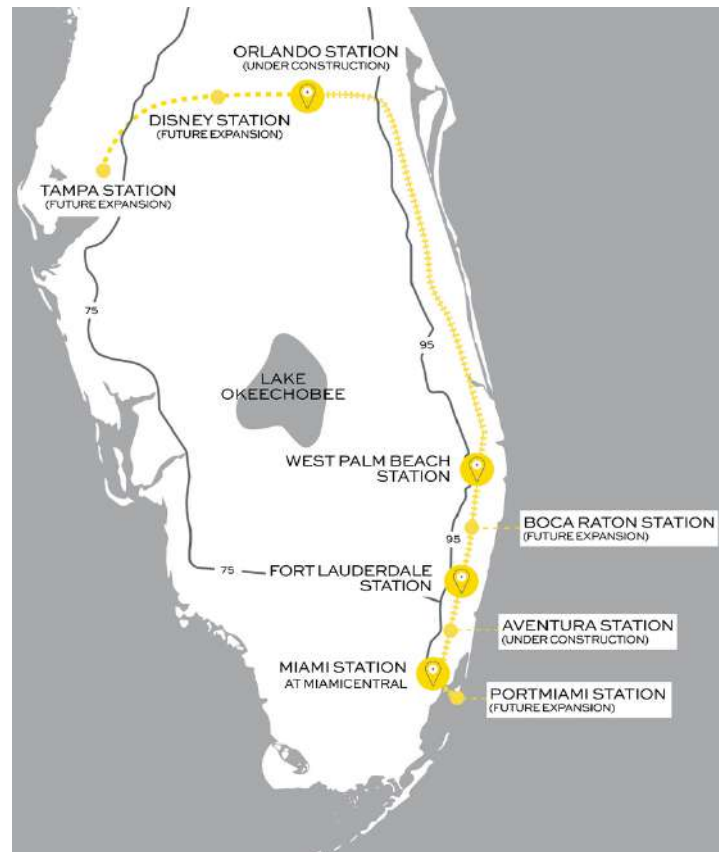 ORLANDO STATION
(UNDER CONSTRUCTION)
DISNEY STATION
(FUTURE EXPANSION)
TAMPA STATION
(FUTURE EXPANSION)
75
95
LAKE
OKEECHOBEE
WEST PALM BEACH
STATION
BOCA RATON STATION
(FUTURE EXPANSION)
95
75
FORT LAUDERDALE
STATION
AVENTURA STATION
(UNDER CONSTRUCTION)
MIAMI STATION
AT MIAMICENTRAL
PORTMIAMI STATION
(FUTURE EXPANSION)